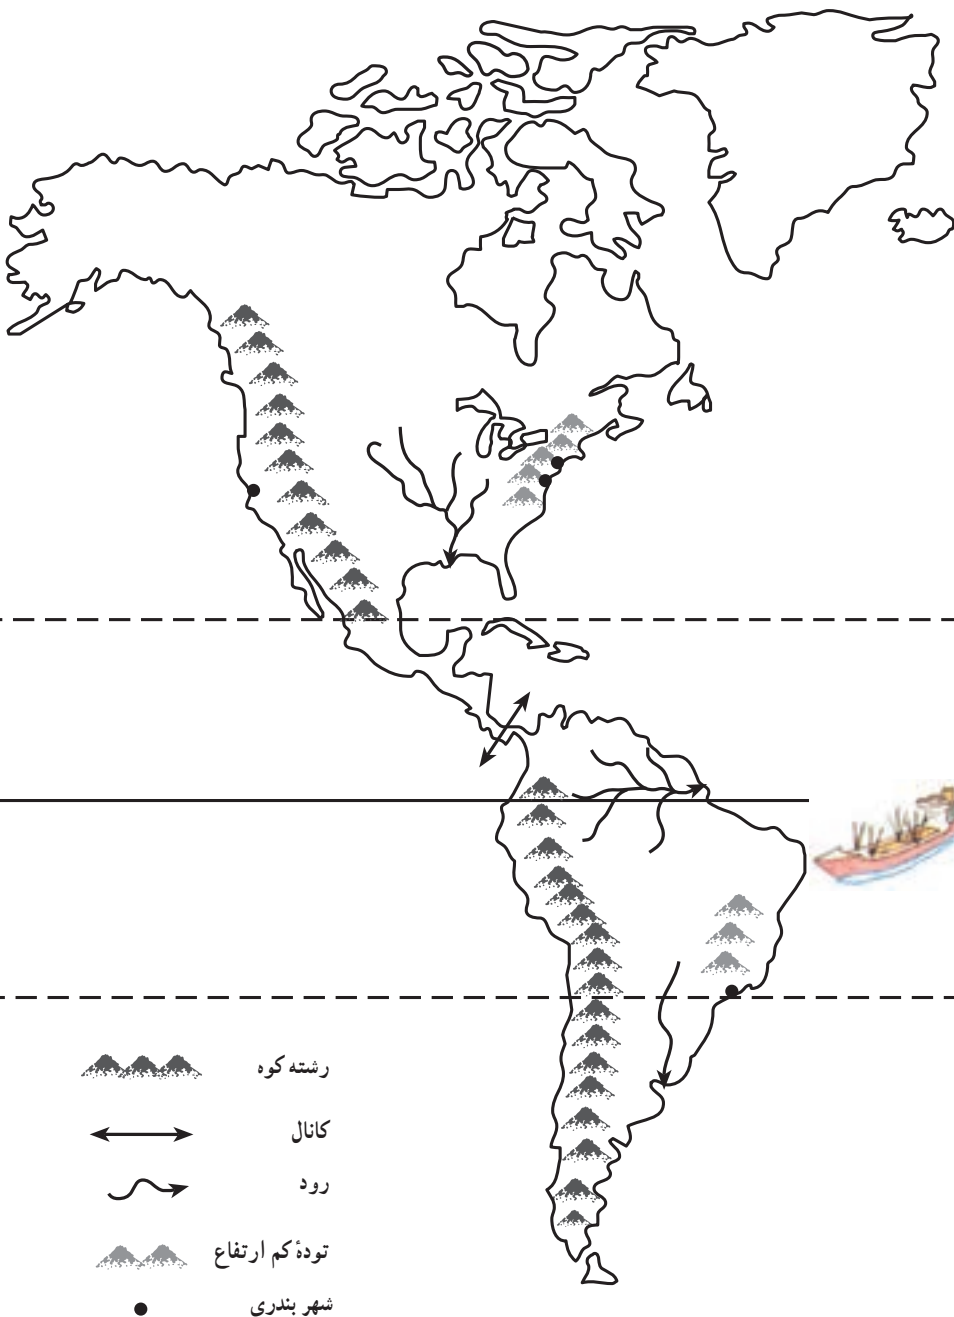 رشته کوه
کانال
رود
تودهٔ کم ارتفاع
شهر بندری